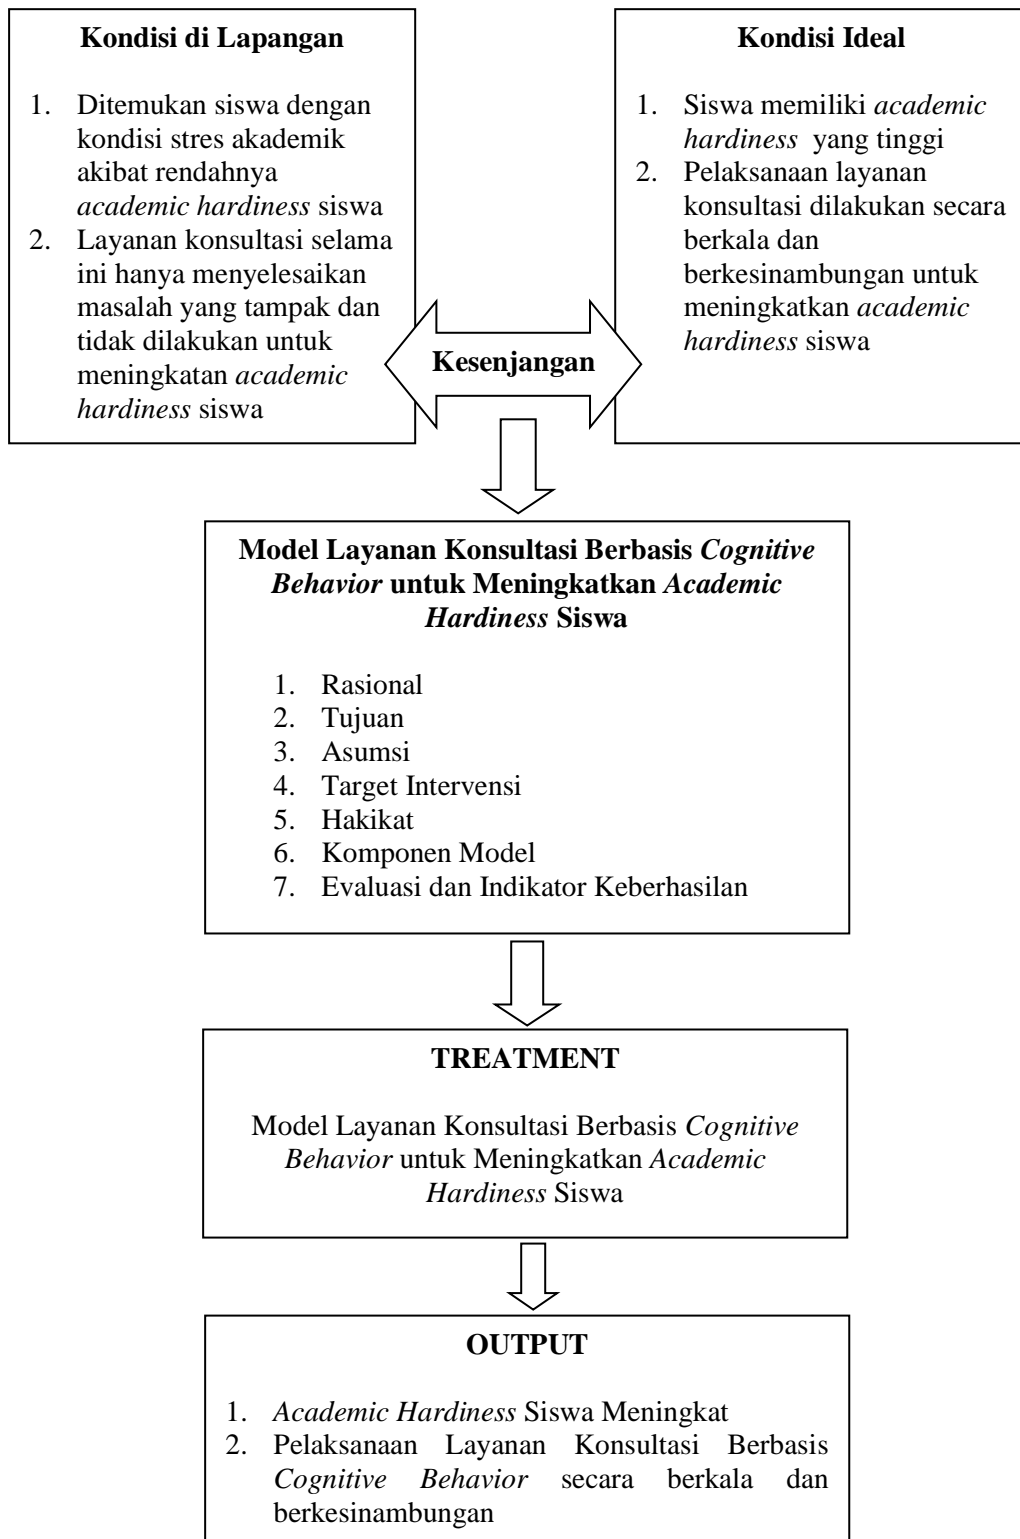 Kondisi di Lapangan
1. Ditemukan siswa dengan
kondisi stres akademik
akibat rendahnya
academic hardiness siswa
2. Layanan konsultasi selama
ini hanya menyelesaikan
masalah yang tampak dan
tidak dilakukan untuk
meningkatan academic
hardiness siswa
Kondisi Ideal
1. Siswa memiliki academic
hardiness yang tinggi
2. Pelaksanaan layanan
konsultasi dilakukan secara
berkala dan
berkesinambungan untuk
meningkatkan academic
hardiness siswa
Kesenjangan
Model Layanan Konsultasi Berbasis Cognitive
Behavior untuk Meningkatkan Academic
Hardiness Siswa
1. Rasional
2. Tujuan
3. Asumsi
4. Target Intervensi
5. Hakikat
6. Komponen Model
7. Evaluasi dan Indikator Keberhasilan
TREATMENT
Model Layanan Konsultasi Berbasis Cognitive
Behavior untuk Meningkatkan Academic
Hardiness Siswa
OUTPUT
1. Academic Hardiness Siswa Meningkat
2. Pelaksanaan Layanan Konsultasi Berbasis
Cognitive Behavior secara berkala dan
berkesinambungan